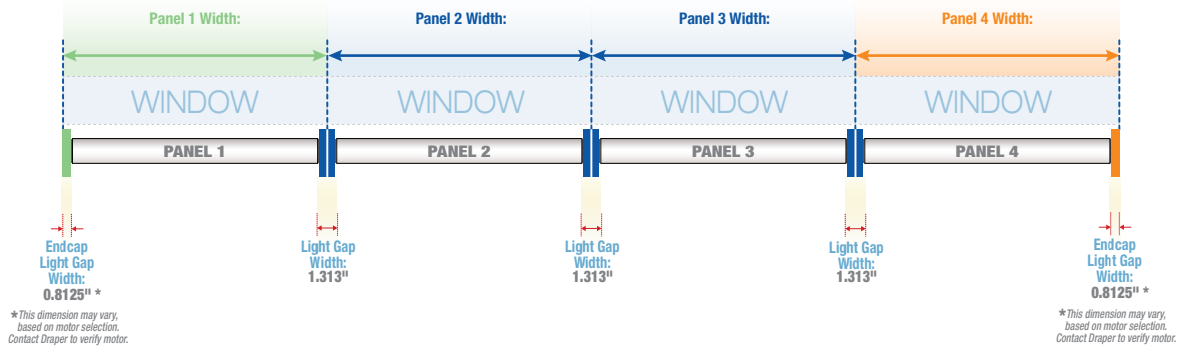 Panel 1 Width:
Panel 2 Width:
Panel 3 Width:
Panel 4 Width:
WINDOW
WINDOW
WINDOW
WINDOW
PANEL 1
PANEL 2
PANEL 3
PANEL 4
Endcap
Light Gap
Width:
0.8125" *
*This dimension may vary,
based on motor selection.
Contact Draper to verify motor.
Light Gap
Width:
1.313"
Light Gap
Width:
1.313"
Light Gap
Width:
1.313"
Endcap
Light Gap
Width:
0.8125" *
*This dimension may vary,
based on motor selection.
Contact Draper to verify motor.